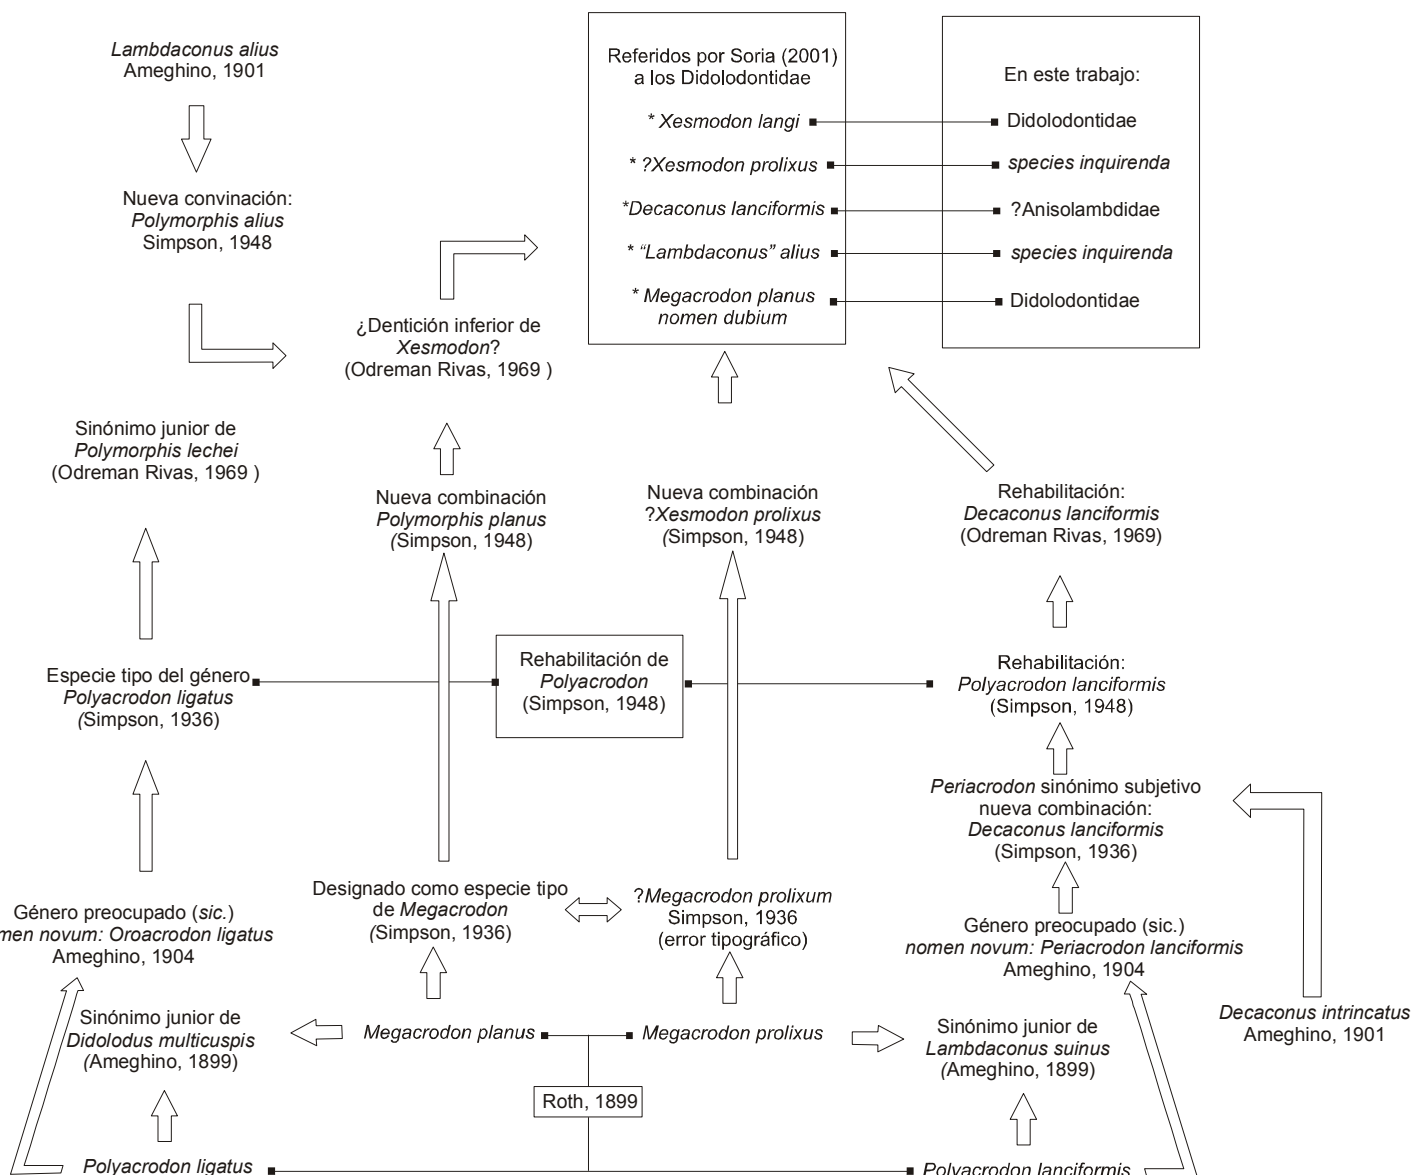 Lambdaconus alius
Ameghino, 1901
Nueva convinación:
Polymorphis alius
Simpson, 1948
Referidos por Soria (2001)
a los Didolodontidae
* Xesmodon langi
* ?Xesmodon prolixus
*Decaconus lanciformis
* “Lambdaconus” alius
* Megacrodon planus
nomen dubium
En este trabajo:
Didolodontidae
species inquirenda
?Anisolambdidae
species inquirenda
Didolodontidae
¿Dentición inferior de
Xesmodon?
(Odreman Rivas, 1969 )
Sinónimo junior de
Polymorphis lechei
(Odreman Rivas, 1969 )
Nueva combinación
Polymorphis planus
(Simpson, 1948)
Nueva combinación
?Xesmodon prolixus
(Simpson, 1948)
Rehabilitación:
Decaconus lanciformis
(Odreman Rivas, 1969)
Especie tipo del género
Polyacrodon ligatus
(Simpson, 1936)
Rehabilitación de
Polyacrodon
(Simpson, 1948)
Rehabilitación:
Polyacrodon lanciformis
(Simpson, 1948)
Periacrodon sinónimo subjetivo
nueva combinación:
Decaconus lanciformis
(Simpson, 1936)
Designado como especie tipo
de Megacrodon
(Simpson, 1936)
?Megacrodon prolixum
Simpson, 1936
(error tipográfico)
Género preocupado (sic.)
men novum: Oroacrodon ligatus
Ameghino, 1904
Género preocupado (sic.)
nomen novum: Periacrodon lanciformis
Ameghino, 1904
Decaconus intrincatus
Ameghino, 1901
Sinónimo junior de
Didolodus multicuspis
(Ameghino, 1899)
Megacrodon planus
Megacrodon prolixus
Sinónimo junior de
Lambdaconus suinus
(Ameghino, 1899)
Roth, 1899
Polyacrodon ligatus
Polyacrodon lanciformis